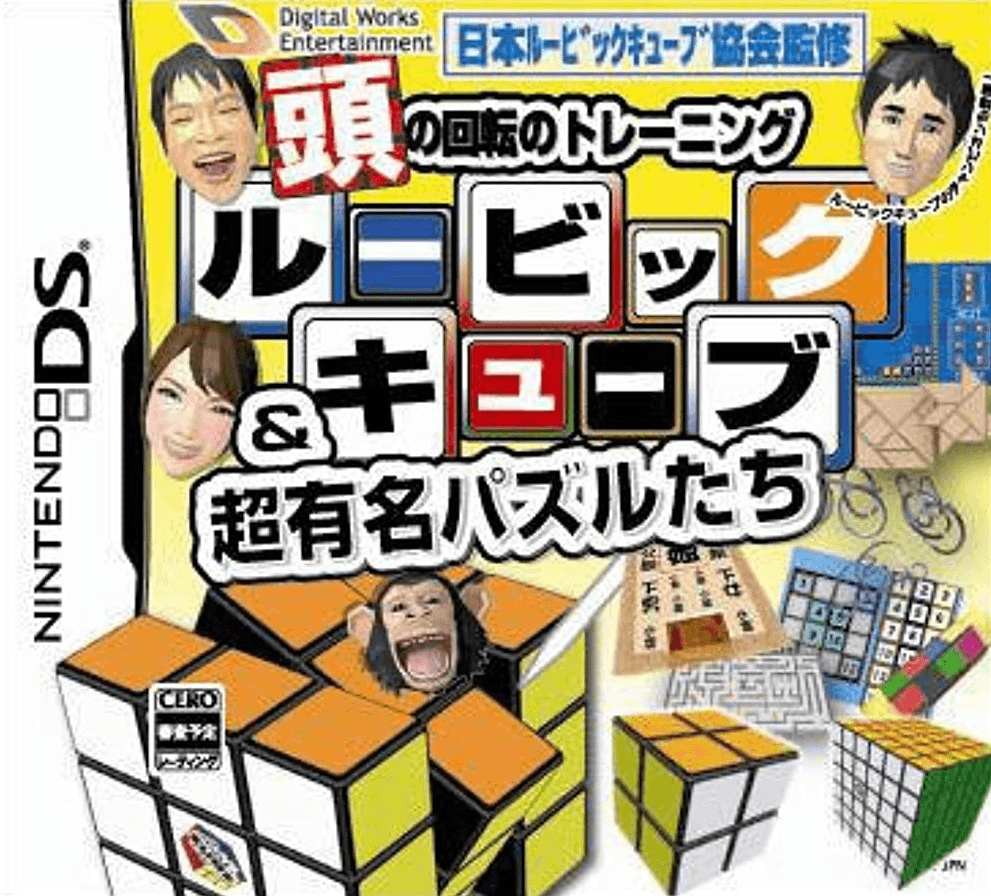 Digital Works
Entertainment
日本ルービックキューブ協会監修
頭の回転のトレーニング
ルービック
キューブ
&
超有名パズルたち
NINTENDO DS
CERO
審査予定
レーティング
JPN